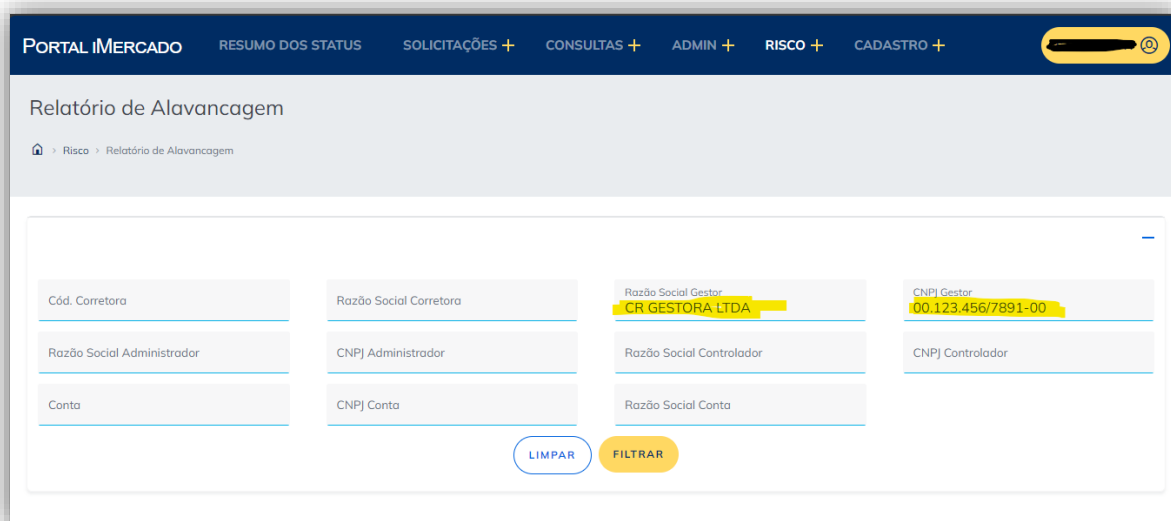 PORTAL IMERCADO RESUMO DOS STATUS SOLICITAÇÕES + CONSULTAS + ADMIN + RISCO + CADASTRO +
Relatório de Alavancagem
> Risco > Relatório de Alavancagem
Cód. Corretora
Razão Social Corretora
Razão Social Gestor
CR GESTORA LTDA
CNPJ Gestor
00.123.456/7891-00
Razão Social Administrador
CNPJ Administrador
Razão Social Controlador
CNPJ Controlador
Conta
CNPJ Conta
Razão Social Conta
LIMPAR FILTRAR